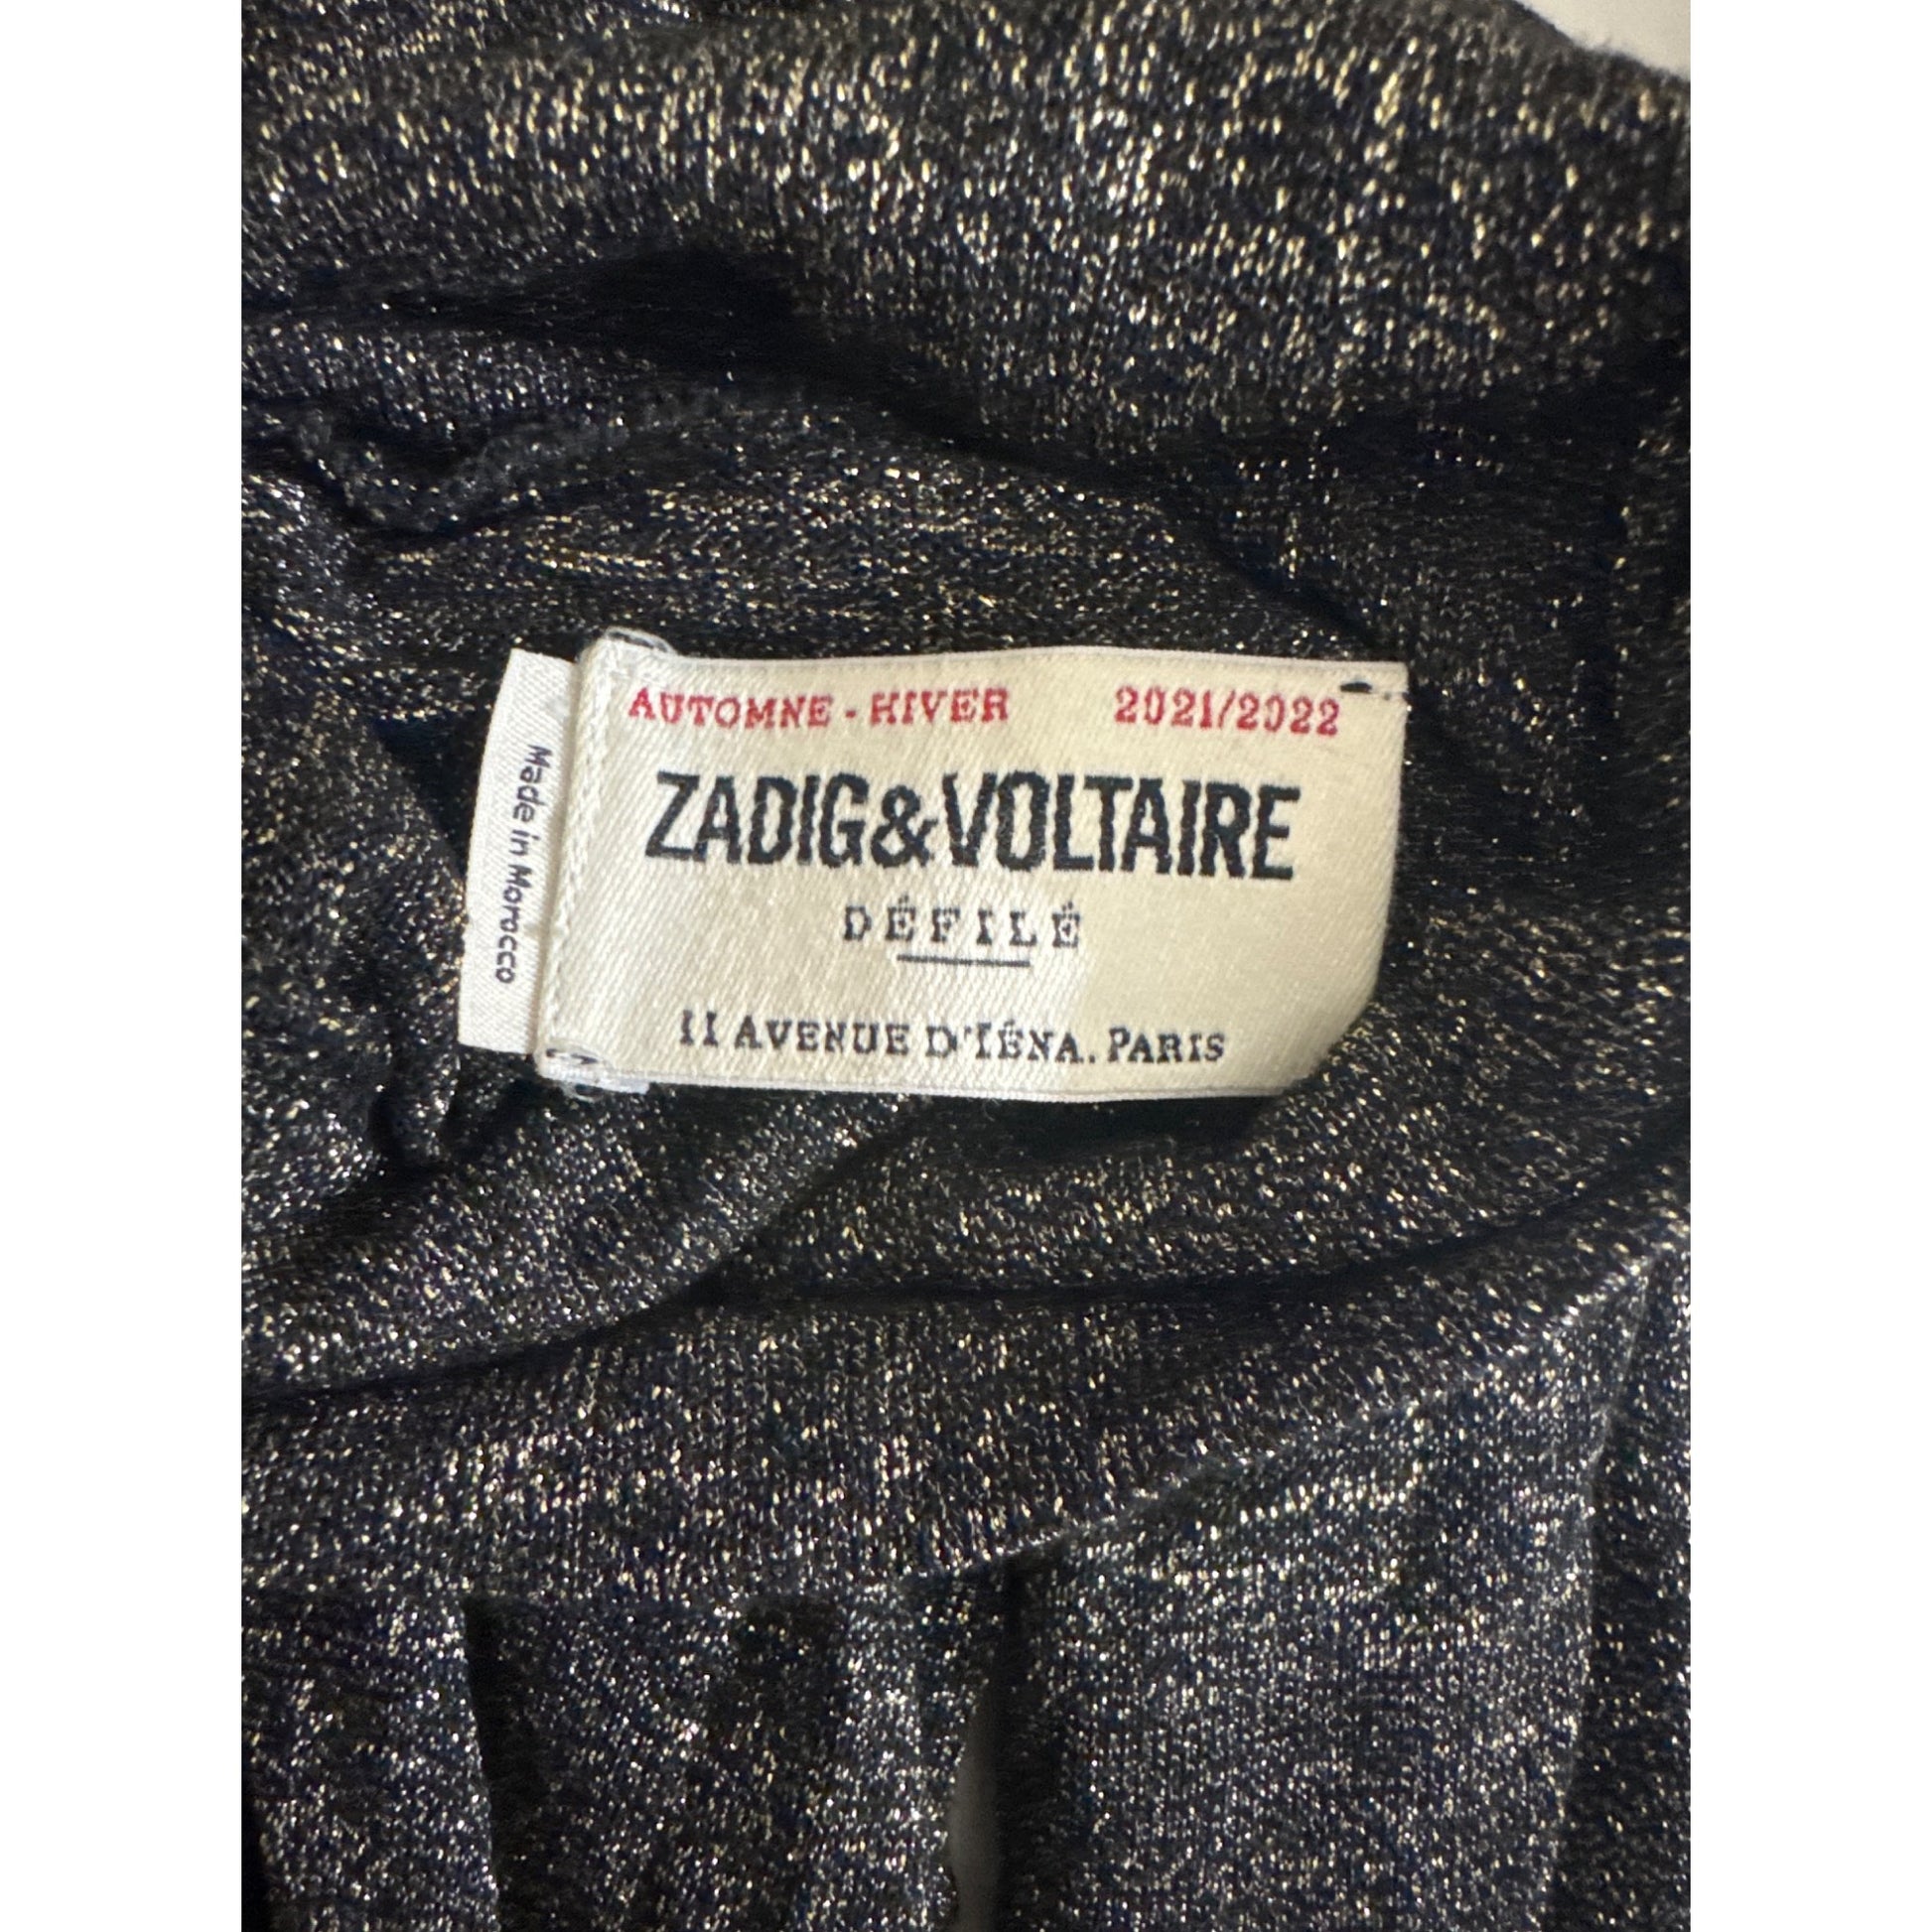 AUTOMNE - HIVER 2021/2022
ZADIG&VOLTAIRE
DÉFILÉ
11 AVENUE D'IÉNA. PARIS
Made in Morocco